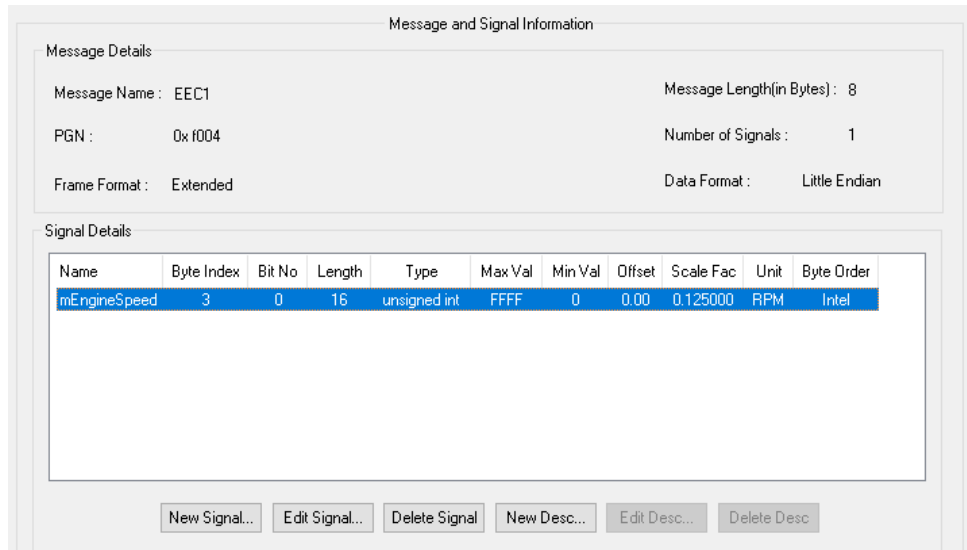 Message and Signal Information
Message Details
Message Name : EEC1 Message Length(in Bytes) : 8
PGN : 0x f004 Number of Signals : 1
Frame Format : Extended Data Format : Little Endian
Signal Details
Name Byte Index Bit No Length Type Max Val Min Val Offset Scale Fac Unit Byte Order
mEngineSpeed 3 0 16 unsigned int FFFF 0 0.00 0.125000 RPM Intel
New Signal... Edit Signal... Delete Signal New Desc... Edit Desc... Delete Desc